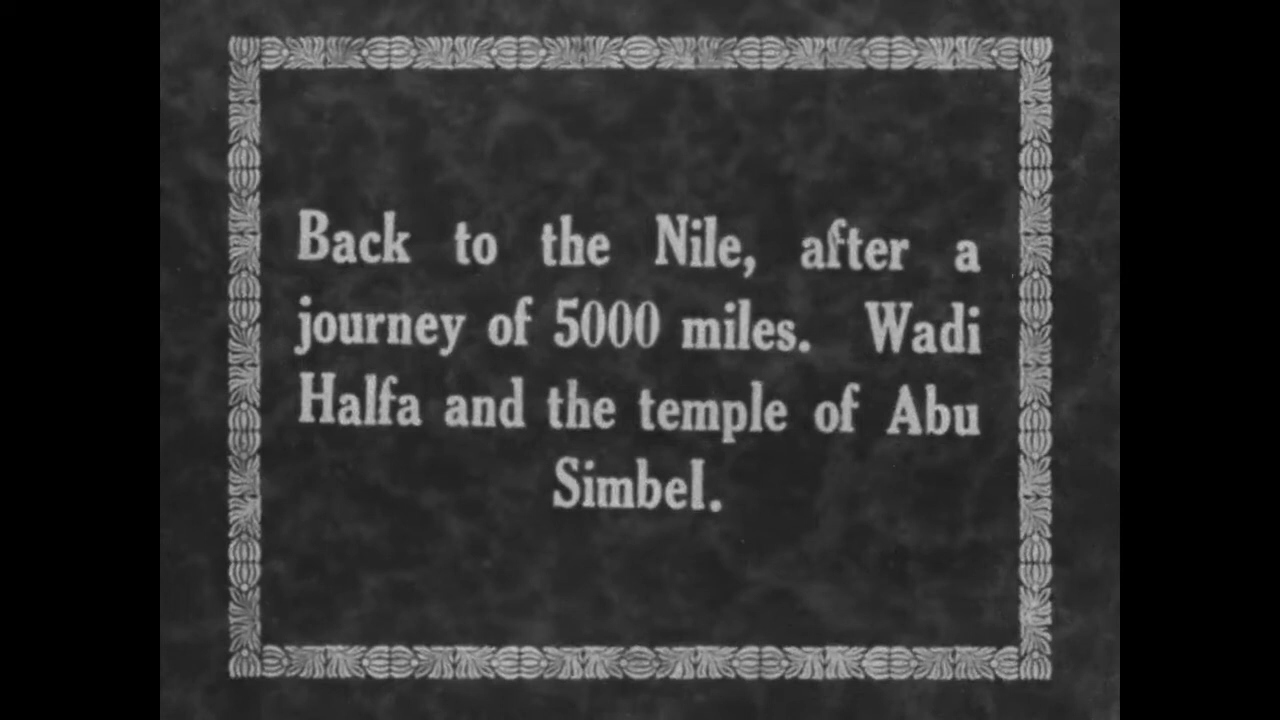 Back to the Nile, after a
journey of 5000 miles. Wadi
Halfa and the temple of Abu
Simbel.